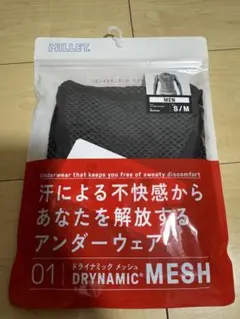 MILLET
MEN
S/M
Underwear that keeps you free of sweaty discomfort
汗による不快感から
あなたを解放する
アンダーウェア
01
ドライナミック メッシュ
DRYNAMIC MESH